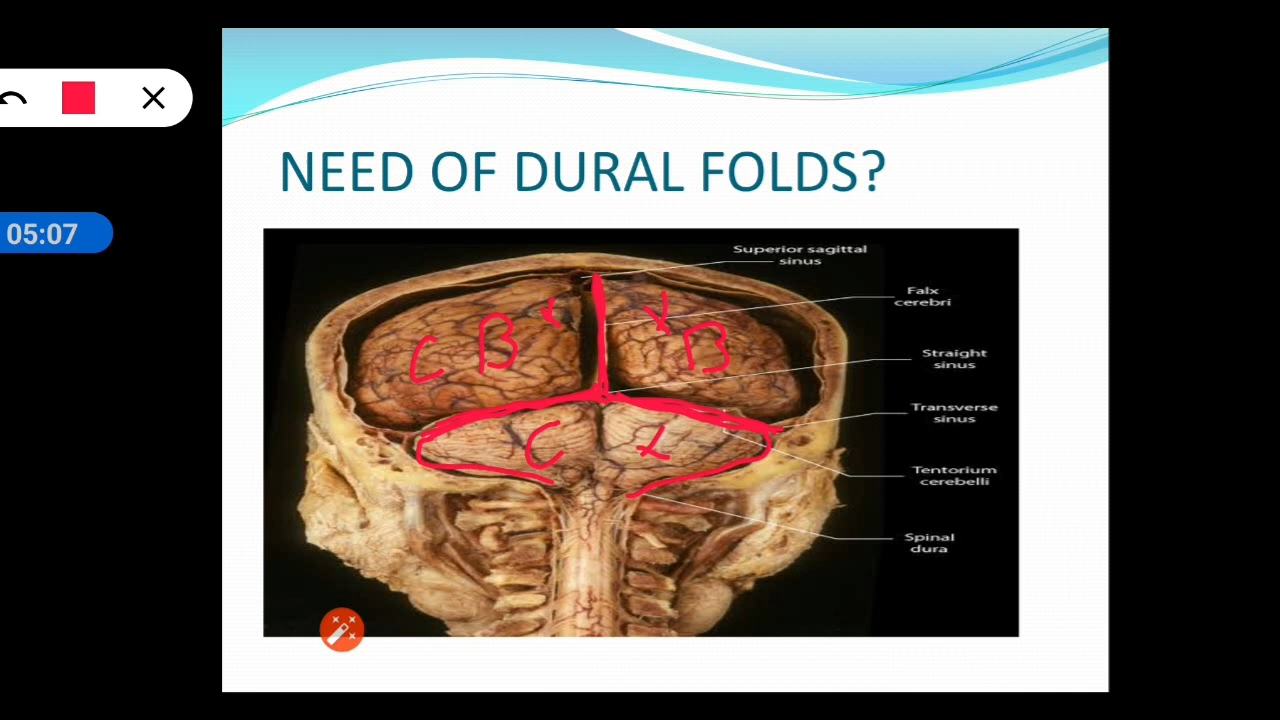 NEED OF DURAL FOLDS?
05:07
Superior sagittal
sinus
Falx
cerebri
Straight
sinus
Transverse
sinus
Tentorium
cerebelli
Spinal
dura
C B B
C